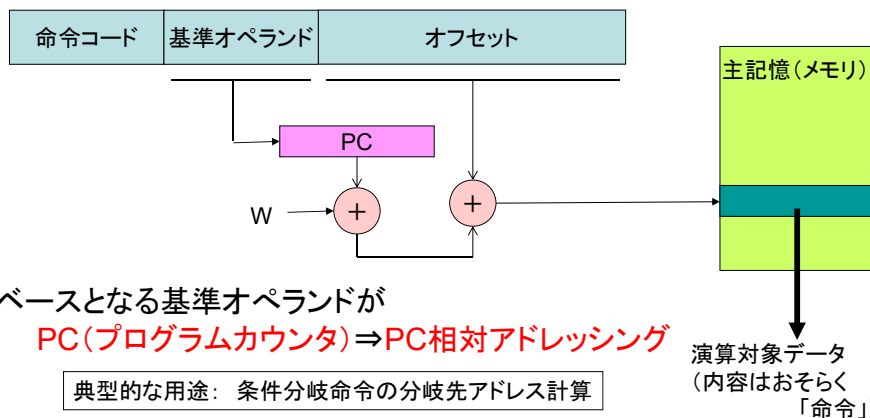 命令コード 基準オペランド オフセット
主記憶(メモリ)
PC
W + +
ベースとなる基準オペランドが
PC(プログラムカウンタ)⇒PC相対アドレッシング
典型的な用途: 条件分岐命令の分岐先アドレス計算
演算対象データ
(内容はおそらく
「命令」